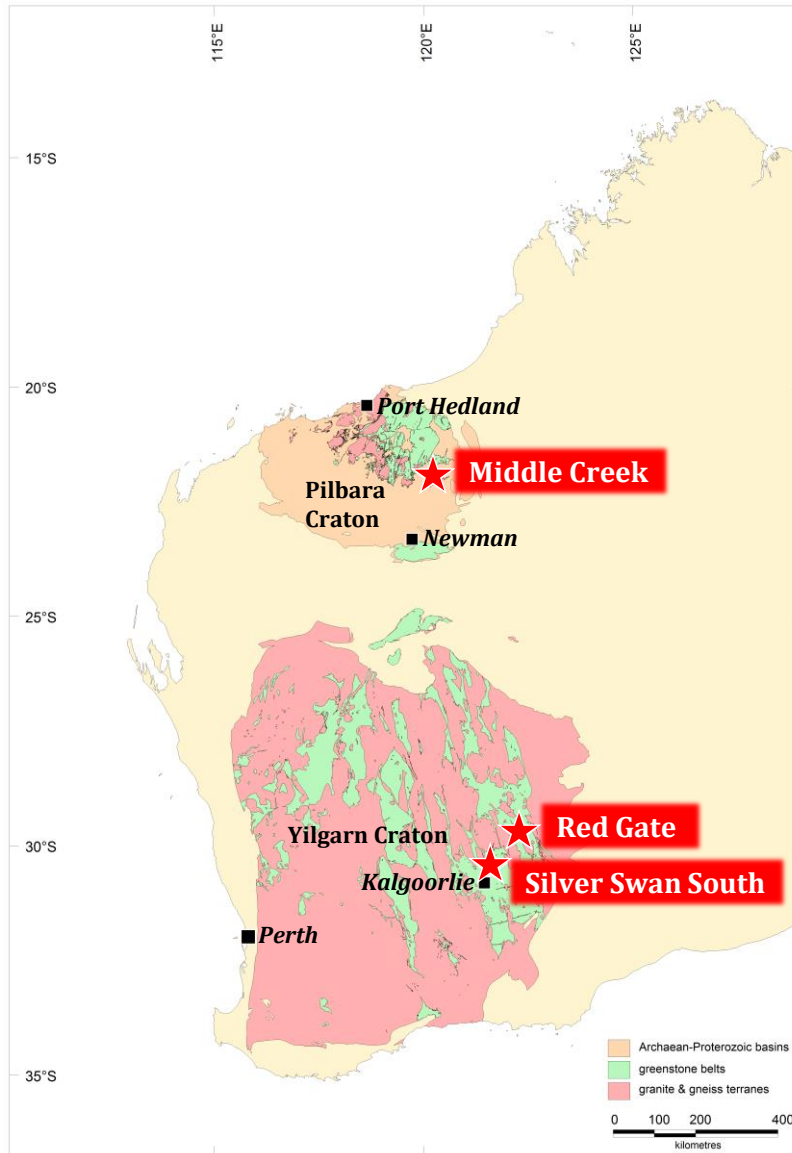 115°E
120°E
125°E
15°S
20°S
Port Hedland
Middle Creek
Pilbara
Craton
Newman
25°S
30°S
Red Gate
Yilgarn Craton
Kalgoorlie
Silver Swan South
Perth
35°S
Archaean-Proterozoic basins
greenstone belts
granite & gneiss terranes
0 100 200 400
kilometres